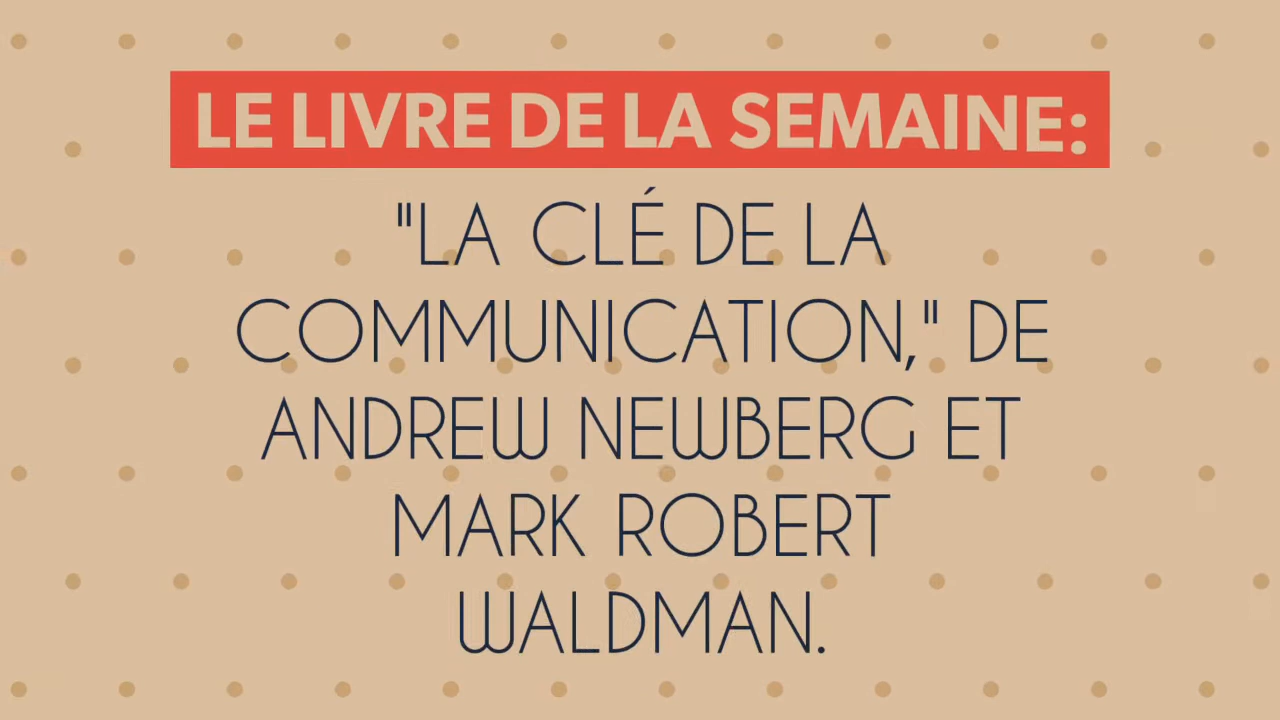 LE LIVRE DE LA SEMAINE:
"LA CLÉ DE LA
COMMUNICATION," DE
ANDREW NEWBERG ET
MARK ROBERT
WALDMAN.